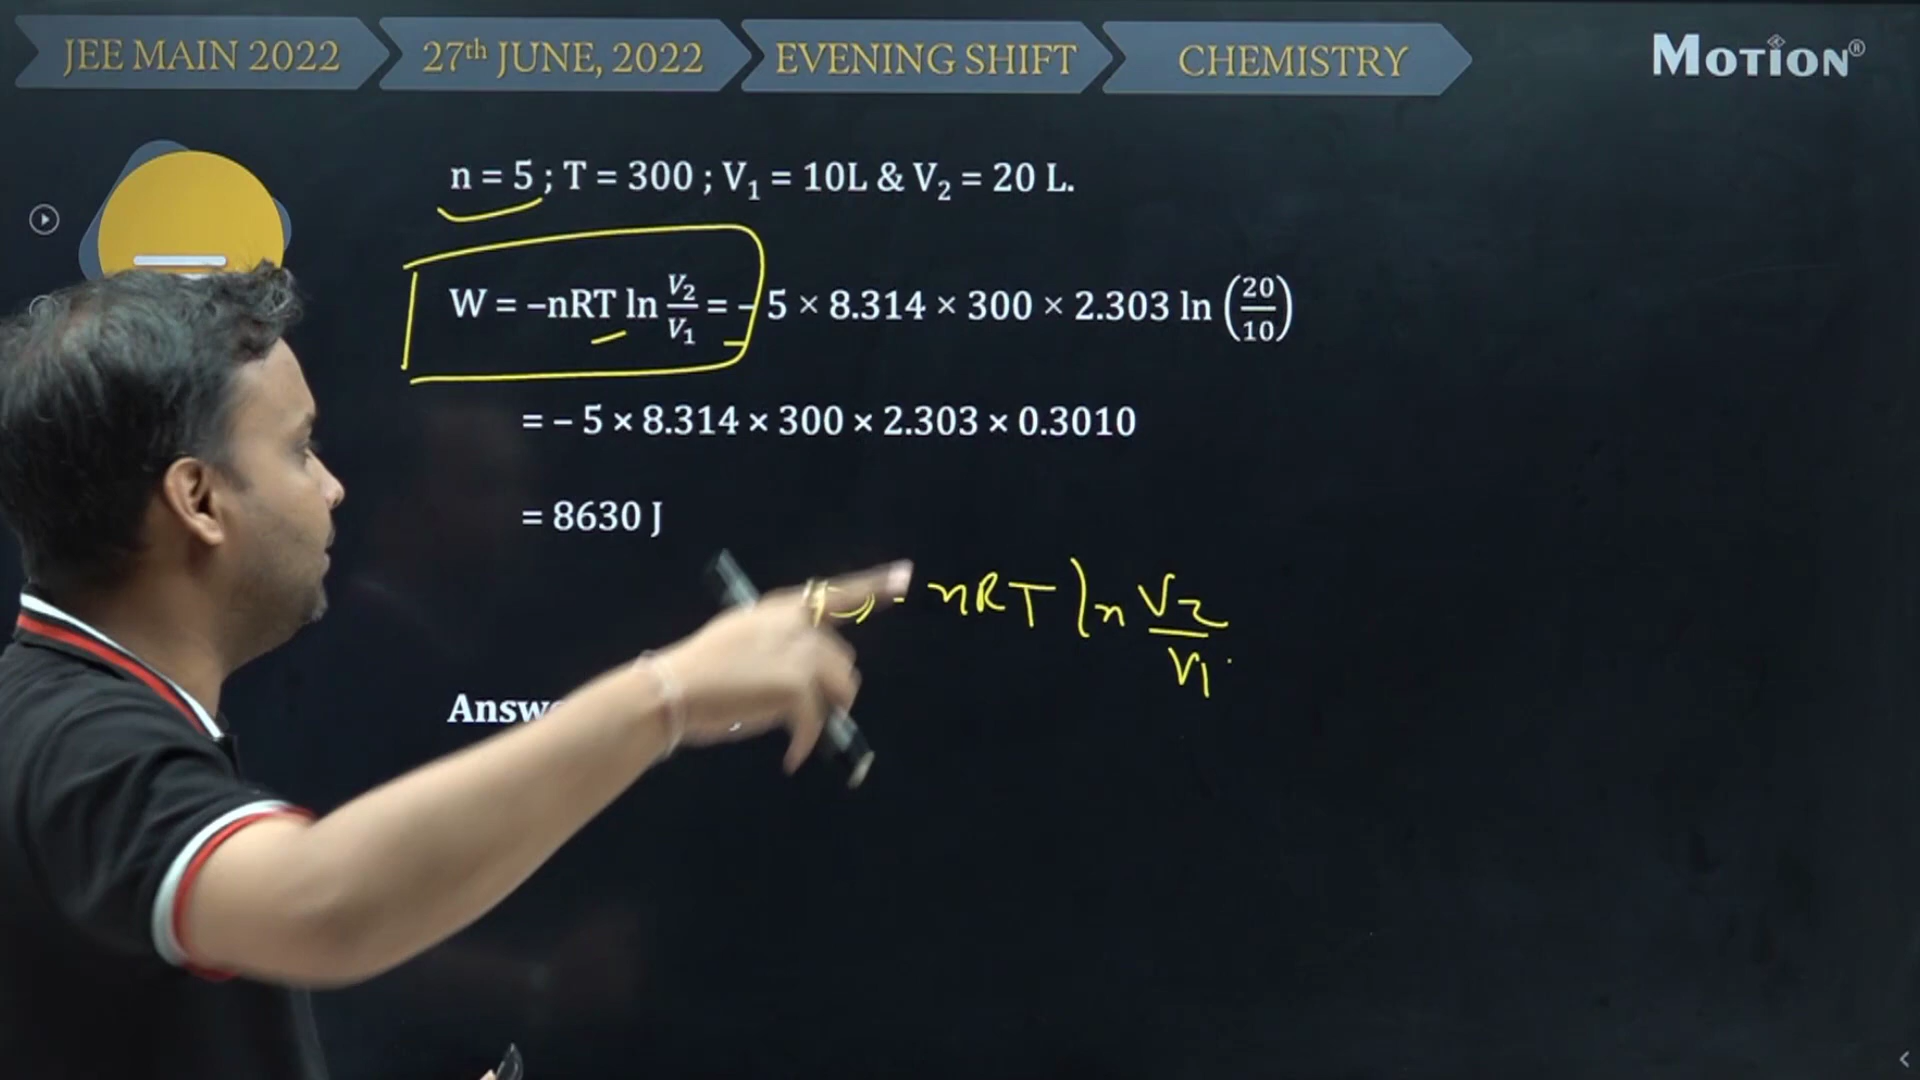 JEE MAIN 2022
27th JUNE, 2022
EVENING SHIFT
CHEMISTRY
MOTION®
n = 5 ; T = 300 ; V₁ = 10L & V₂ = 20 L.
W = –nRT ln V₂/V₁ = – 5 × 8.314 × 300 × 2.303 ln (20/10)
= – 5 × 8.314 × 300 × 2.303 × 0.3010
= 8630 J
nRT ln V₂/V₁